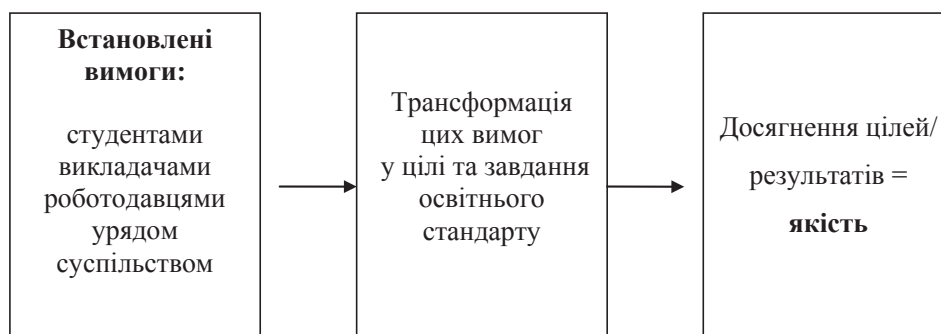 Встановлені
вимоги:
студентами
викладачами
роботодавцями
урядом
суспільством
Трансформація
цих вимог
у цілі та завдання
освітнього
стандарту
Досягнення цілей/
результатів =
якість